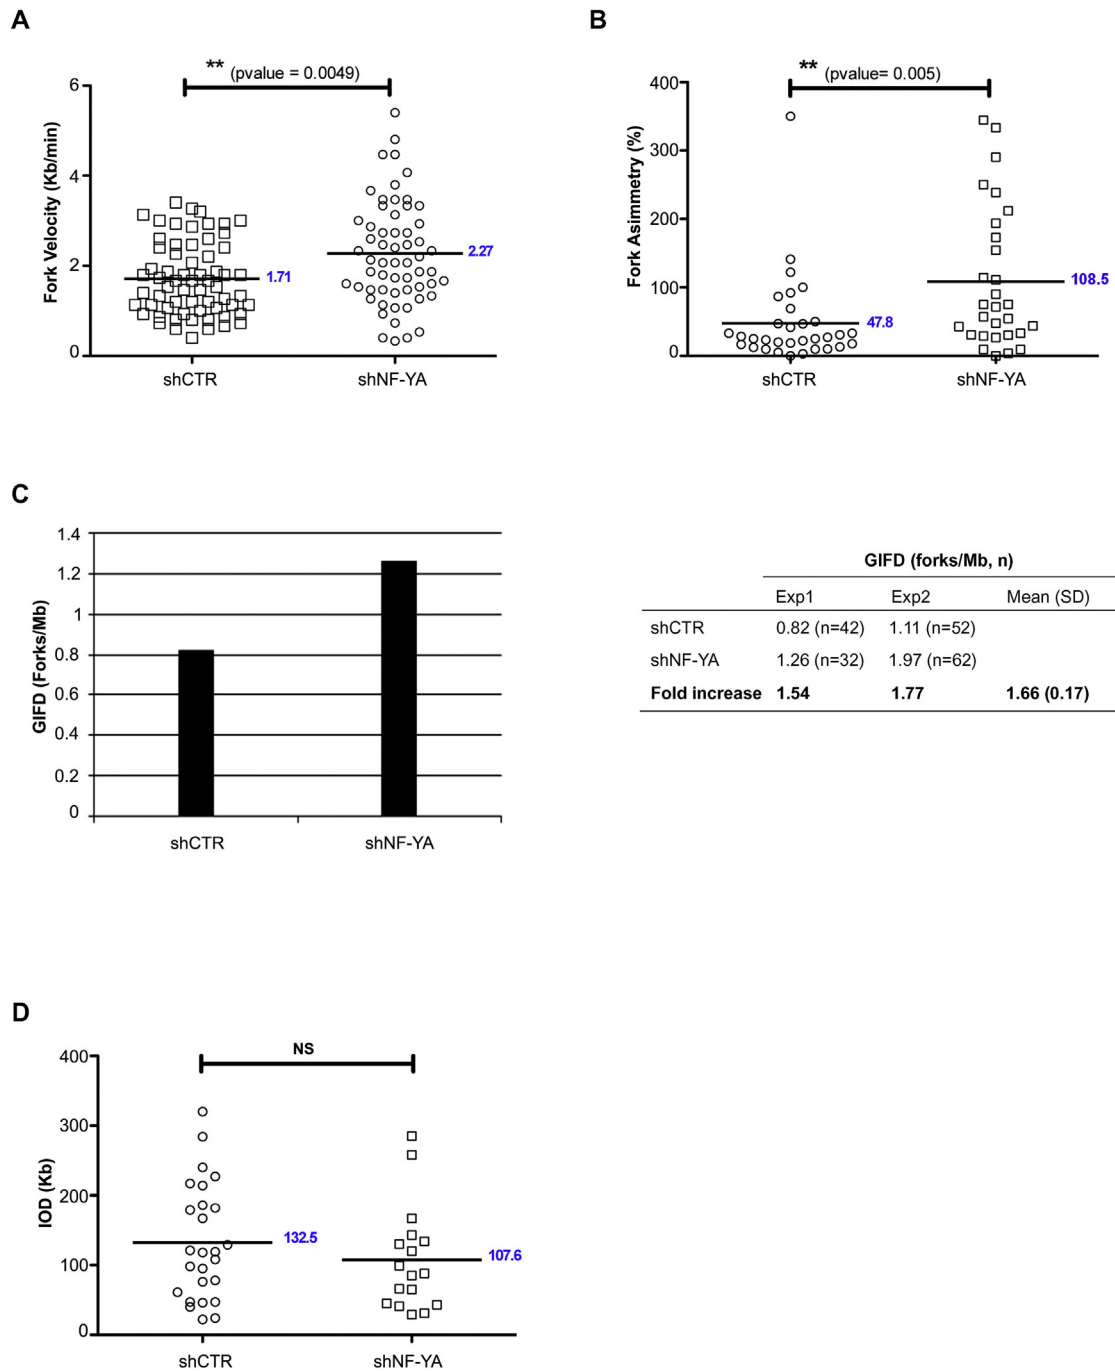 A
** (pvalue = 0.0049)
Fork Velocity (Kb/min)
6
4
2
0
1.71
2.27
shCTR
shNF-YA
B
** (pvalue= 0.005)
Fork Asimmetry (%)
400
300
200
100
0
47.8
108.5
shCTR
shNF-YA
C
GIFD (Forks/Mb)
1.4
1.2
1
0.8
0.6
0.4
0.2
0
shCTR
shNF-YA
GIFD (forks/Mb, n)
Exp1 Exp2 Mean (SD)
shCTR 0.82 (n=42) 1.11 (n=52)
shNF-YA 1.26 (n=32) 1.97 (n=62)
Fold increase 1.54 1.77 1.66 (0.17)
D
NS
IOD (Kb)
400
300
200
100
0
132.5
107.6
shCTR
shNF-YA